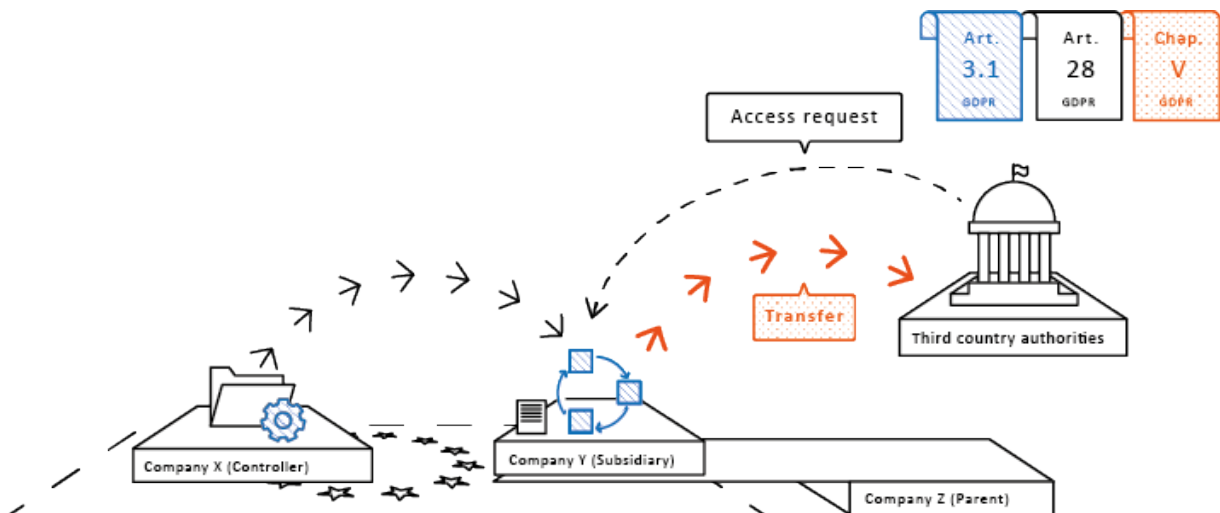 Art.
3.1
GDPR
Art.
28
GDPR
Chap.
V
GDPR
Access request
Transfer
Third country authorities
Company X (Controller)
Company Y (Subsidiary)
Company Z (Parent)